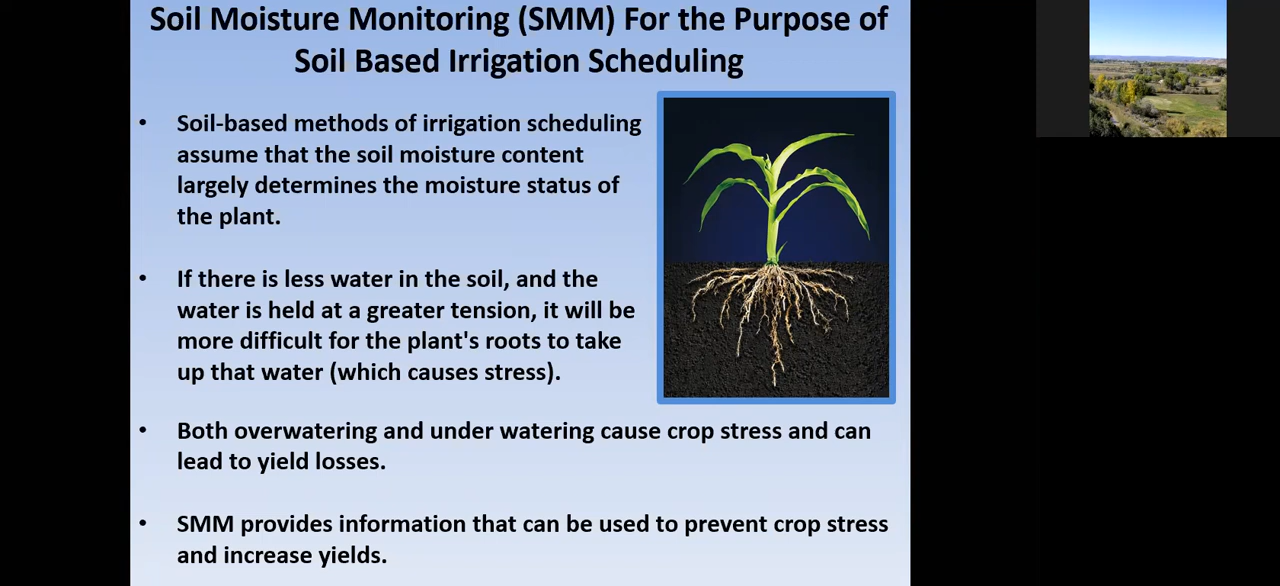 Soil Moisture Monitoring (SMM) For the Purpose of
Soil Based Irrigation Scheduling
• Soil-based methods of irrigation scheduling
assume that the soil moisture content
largely determines the moisture status of
the plant.
• If there is less water in the soil, and the
water is held at a greater tension, it will be
more difficult for the plant's roots to take
up that water (which causes stress).
• Both overwatering and under watering cause crop stress and can
lead to yield losses.
• SMM provides information that can be used to prevent crop stress
and increase yields.